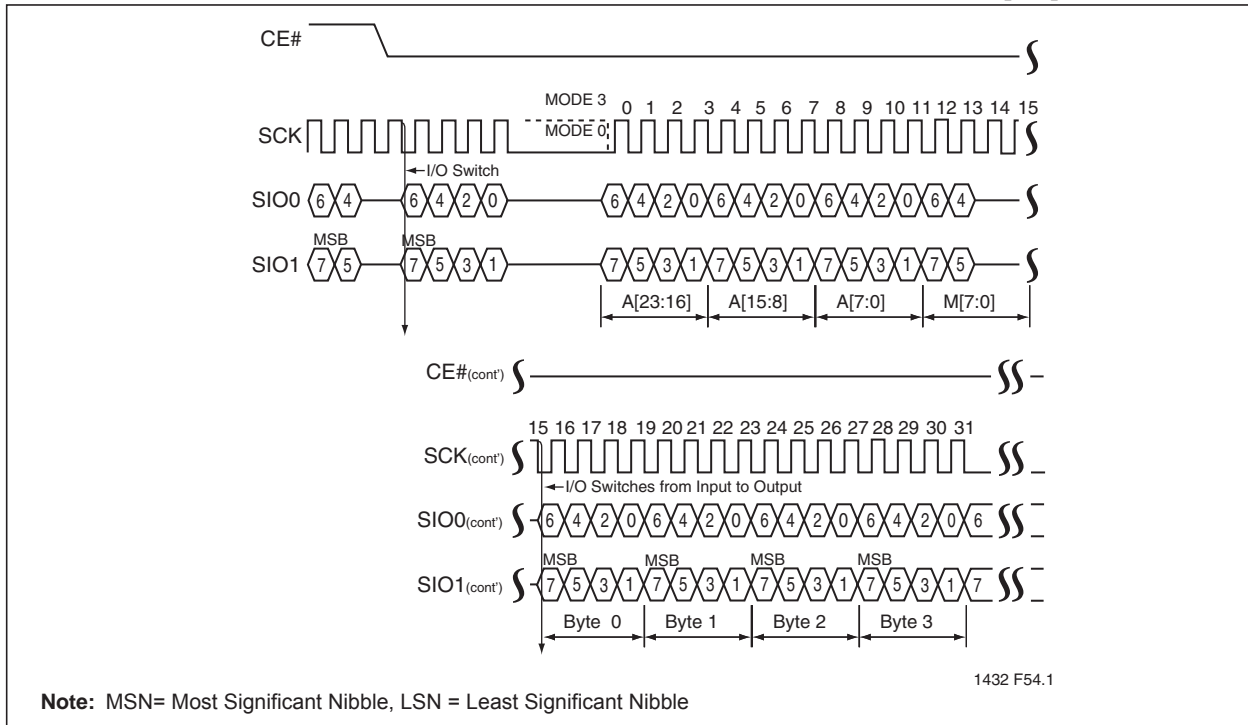 CE#
MODE 3
0 1 2 3 4 5 6 7 8 9 10 11 12 13 14 15
SCK
MODE 0
I/O Switch
SIO0 6 4 6 4 2 0 6 4 2 0 6 4 2 0 6 4 2 0 6 4
MSB MSB
SIO1 7 5 7 5 3 1 7 5 3 1 7 5 3 1 7 5 3 1 7 5
A[23:16] A[15:8] A[7:0] M[7:0]
CE#(cont')
15 16 17 18 19 20 21 22 23 24 25 26 27 28 29 30 31
SCK(cont')
I/O Switches from Input to Output
SIO0(cont') 6 4 2 0 6 4 2 0 6 4 2 0 6 4 2 0 6
MSB MSB MSB MSB
SIO1(cont') 7 5 3 1 7 5 3 1 7 5 3 1 7 5 3 1 7
Byte 0 Byte 1 Byte 2 Byte 3
1432 F54.1
Note: MSN= Most Significant Nibble, LSN = Least Significant Nibble